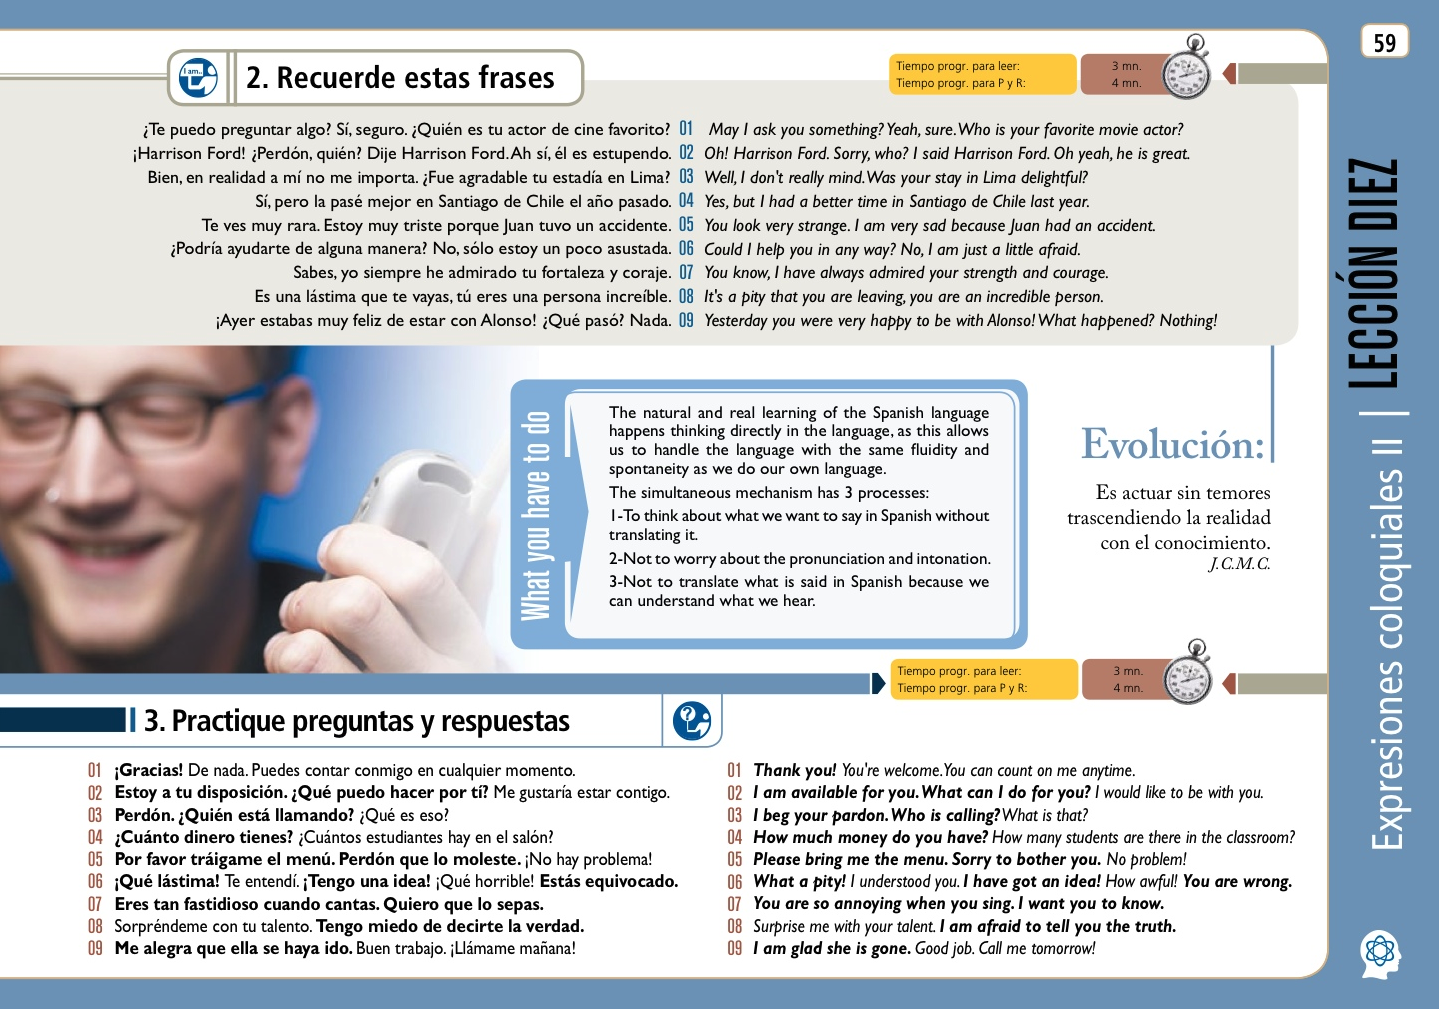 59
2. Recuerde estas frases
Tiempo progr. para leer: 3 mn.
Tiempo progr. para P y R: 4 mn.
I am...
¿Te puedo preguntar algo? Sí, seguro. ¿Quién es tu actor de cine favorito? 01 May I ask you something? Yeah, sure. Who is your favorite movie actor?
¡Harrison Ford! ¿Perdón, quién? Dije Harrison Ford. Ah sí, él es estupendo. 02 Oh! Harrison Ford. Sorry, who? I said Harrison Ford. Oh yeah, he is great.
Bien, en realidad a mí no me importa. ¿Fue agradable tu estadía en Lima? 03 Well, I don't really mind. Was your stay in Lima delightful?
Sí, pero la pasé mejor en Santiago de Chile el año pasado. 04 Yes, but I had a better time in Santiago de Chile last year.
Te ves muy rara. Estoy muy triste porque Juan tuvo un accidente. 05 You look very strange. I am very sad because Juan had an accident.
¿Podría ayudarte de alguna manera? No, sólo estoy un poco asustada. 06 Could I help you in any way? No, I am just a little afraid.
Sabes, yo siempre he admirado tu fortaleza y coraje. 07 You know, I have always admired your strength and courage.
Es una lástima que te vayas, tú eres una persona increíble. 08 It's a pity that you are leaving, you are an incredible person.
¡Ayer estabas muy feliz de estar con Alonso! ¿Qué pasó? Nada. 09 Yesterday you were very happy to be with Alonso! What happened? Nothing!
What you have to do
The natural and real learning of the Spanish language
happens thinking directly in the language, as this allows
us to handle the language with the same fluidity and
spontaneity as we do our own language.
The simultaneous mechanism has 3 processes:
1-To think about what we want to say in Spanish without
translating it.
2-Not to worry about the pronunciation and intonation.
3-Not to translate what is said in Spanish because we
can understand what we hear.
Evolución:
Es actuar sin temores
trascendiendo la realidad
con el conocimiento.
J.C.M.C.
Tiempo progr. para leer: 3 mn.
Tiempo progr. para P y R: 4 mn.
3. Practique preguntas y respuestas
?
01 ¡Gracias! De nada. Puedes contar conmigo en cualquier momento.
02 Estoy a tu disposición. ¿Qué puedo hacer por tí? Me gustaría estar contigo.
03 Perdón. ¿Quién está llamando? ¿Qué es eso?
04 ¿Cuánto dinero tienes? ¿Cuántos estudiantes hay en el salón?
05 Por favor tráigame el menú. Perdón que lo moleste. ¡No hay problema!
06 ¡Qué lástima! Te entendí. ¡Tengo una idea! ¡Qué horrible! Estás equivocado.
07 Eres tan fastidioso cuando cantas. Quiero que lo sepas.
08 Sorpréndeme con tu talento. Tengo miedo de decirte la verdad.
09 Me alegra que ella se haya ido. Buen trabajo. ¡Llámame mañana!
01 Thank you! You're welcome. You can count on me anytime.
02 I am available for you. What can I do for you? I would like to be with you.
03 I beg your pardon. Who is calling? What is that?
04 How much money do you have? How many students are there in the classroom?
05 Please bring me the menu. Sorry to bother you. No problem!
06 What a pity! I understood you. I have got an idea! How awful! You are wrong.
07 You are so annoying when you sing. I want you to know.
08 Surprise me with your talent. I am afraid to tell you the truth.
09 I am glad she is gone. Good job. Call me tomorrow!
Expresiones coloquiales II | LECCIÓN DIEZ